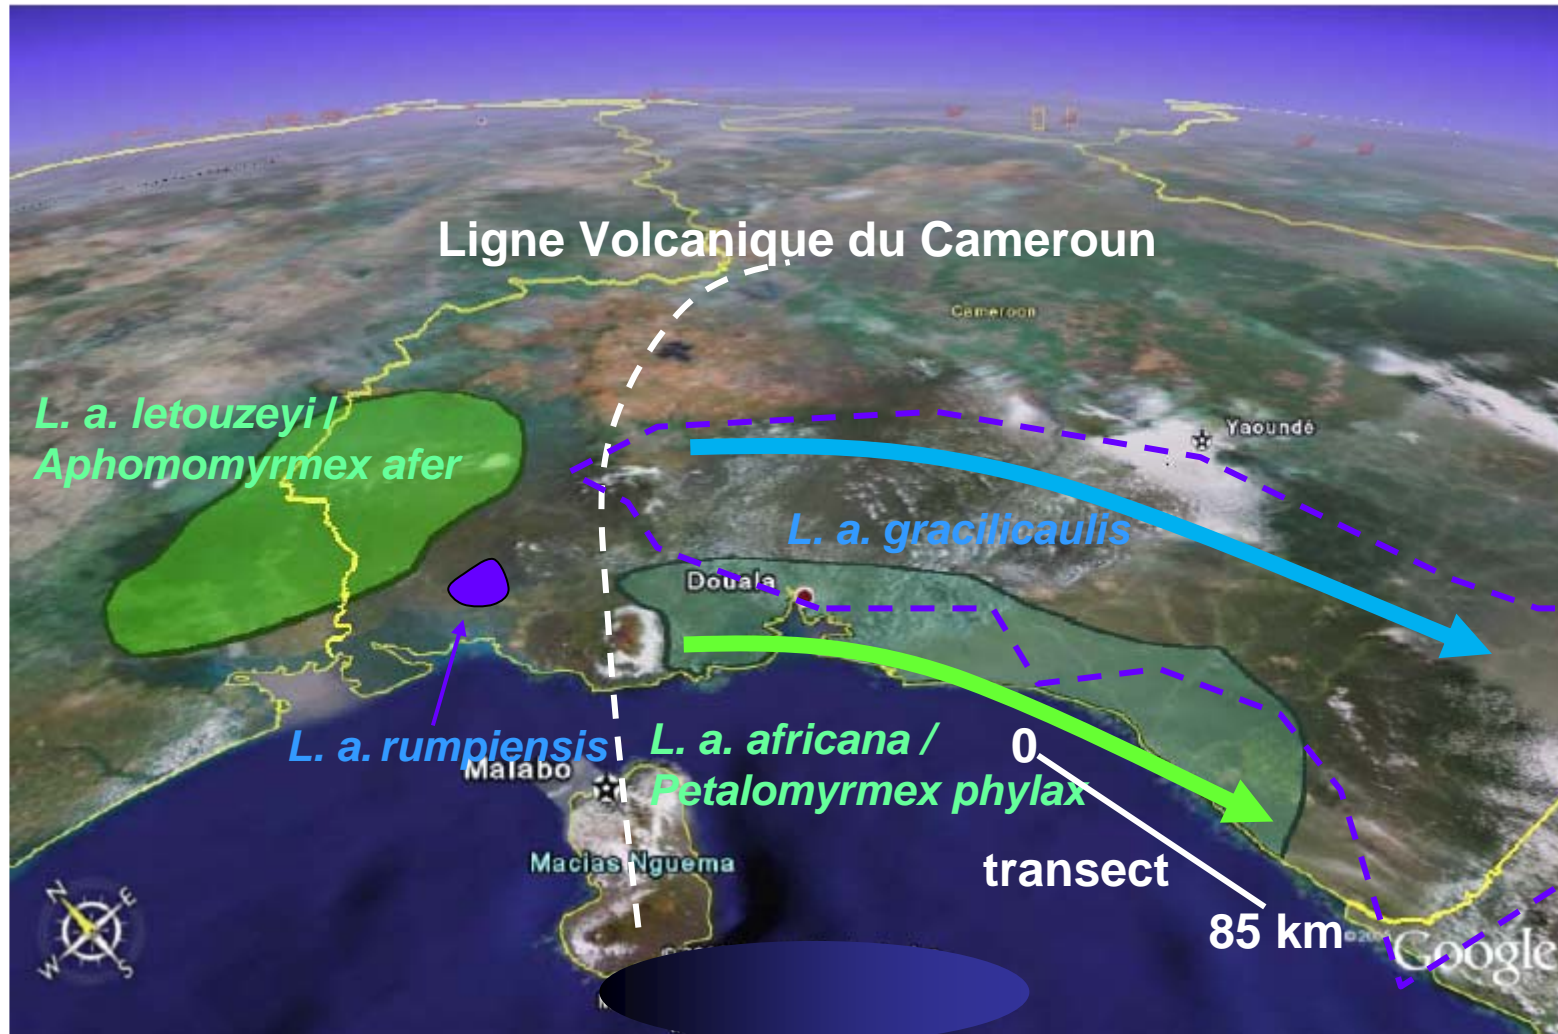 Ligne Volcanique du Cameroun
Cameroon
L. a. letouzeyi /
Aphomomyrmex afer
Yaoundé
L. a. gracilicaulis
Douala
L. a. rumpiensis
L. a. africana /
Petalomyrmex phylax
0
Malabo
Macias Nguema
transect
85 km
N
E
W
S
Google